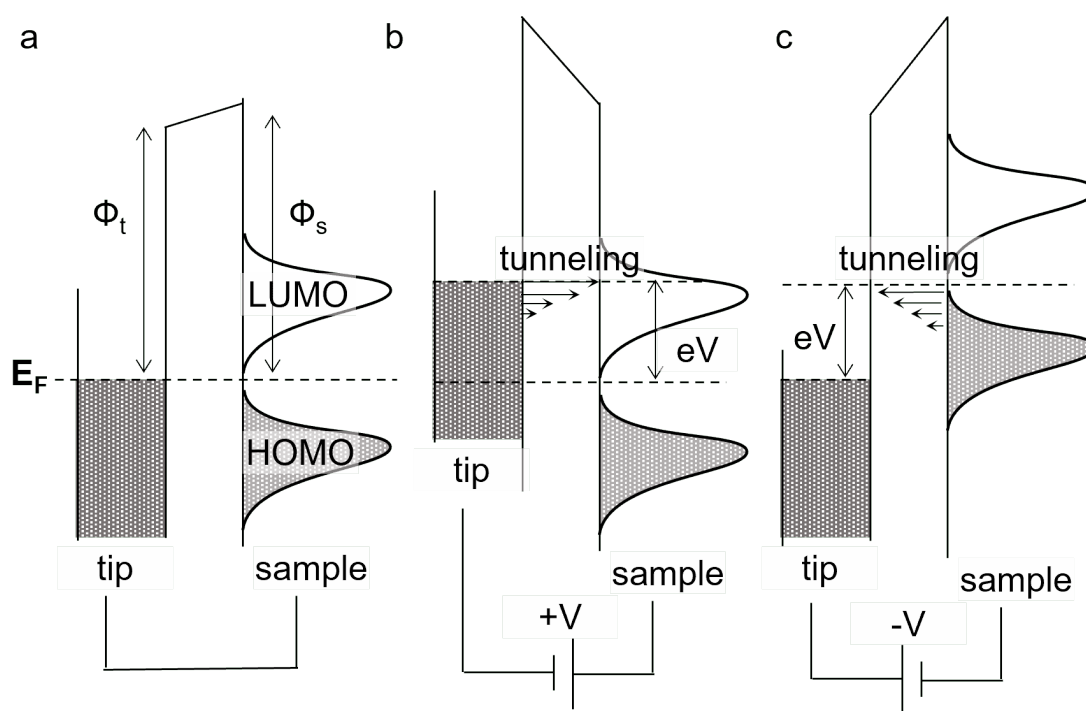 a
b
c
Φt
Φs
LUMO
EF
HOMO
tip
sample
tunneling
eV
tip
sample
+V
tunneling
eV
tip
sample
-V